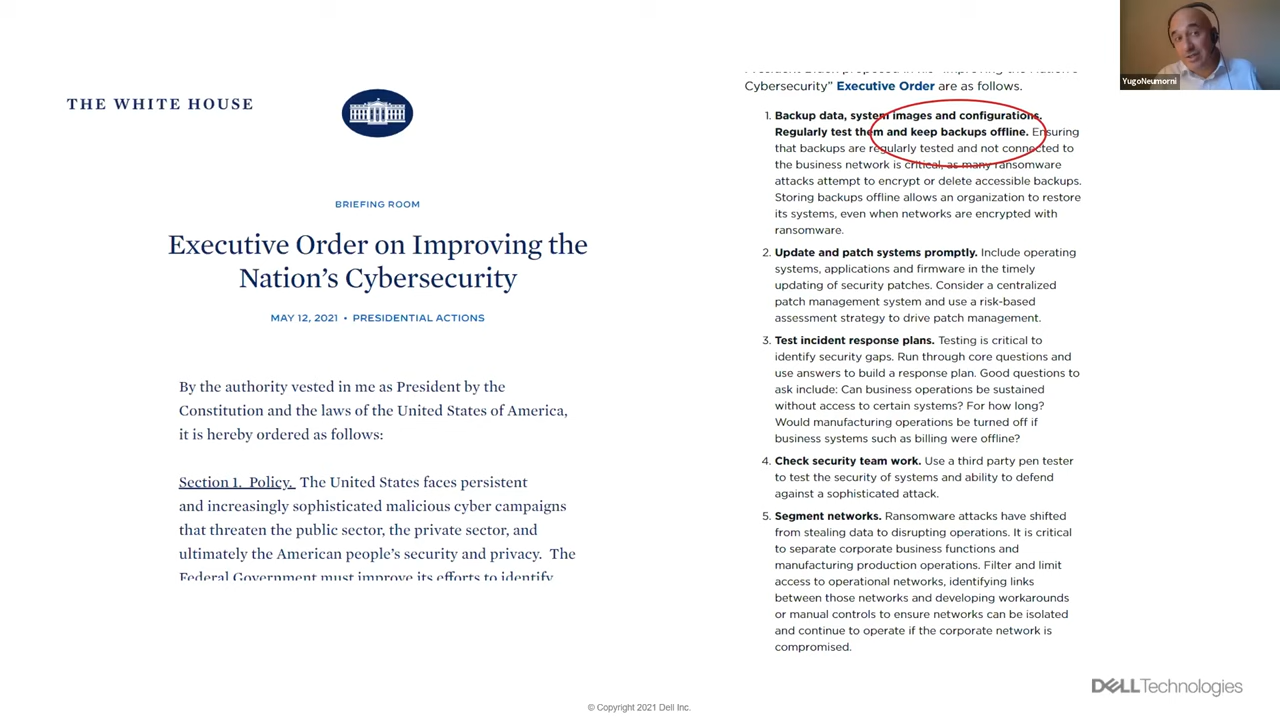 THE WHITE HOUSE
BRIEFING ROOM
Executive Order on Improving the
Nation's Cybersecurity
MAY 12, 2021 • PRESIDENTIAL ACTIONS
By the authority vested in me as President by the
Constitution and the laws of the United States of America,
it is hereby ordered as follows:
Section 1. Policy. The United States faces persistent
and increasingly sophisticated malicious cyber campaigns
that threaten the public sector, the private sector, and
ultimately the American people's security and privacy. The
Federal Government must improve its efforts to identify
President Biden proposed in his "Improving the Nation's
Cybersecurity" Executive Order are as follows.
1. Backup data, system images and configurations.
Regularly test them and keep backups offline. Ensuring
that backups are regularly tested and not connected to
the business network is critical, as many ransomware
attacks attempt to encrypt or delete accessible backups.
Storing backups offline allows an organization to restore
its systems, even when networks are encrypted with
ransomware.
2. Update and patch systems promptly. Include operating
systems, applications and firmware in the timely
updating of security patches. Consider a centralized
patch management system and use a risk-based
assessment strategy to drive patch management.
3. Test incident response plans. Testing is critical to
identify security gaps. Run through core questions and
use answers to build a response plan. Good questions to
ask include: Can business operations be sustained
without access to certain systems? For how long?
Would manufacturing operations be turned off if
business systems such as billing were offline?
4. Check security team work. Use a third party pen tester
to test the security of systems and ability to defend
against a sophisticated attack.
5. Segment networks. Ransomware attacks have shifted
from stealing data to disrupting operations. It is critical
to separate corporate business functions and
manufacturing production operations. Filter and limit
access to operational networks, identifying links
between those networks and developing workarounds
or manual controls to ensure networks can be isolated
and continue to operate if the corporate network is
compromised.
YugoNeumorni
DELLTechnologies
© Copyright 2021 Dell Inc.